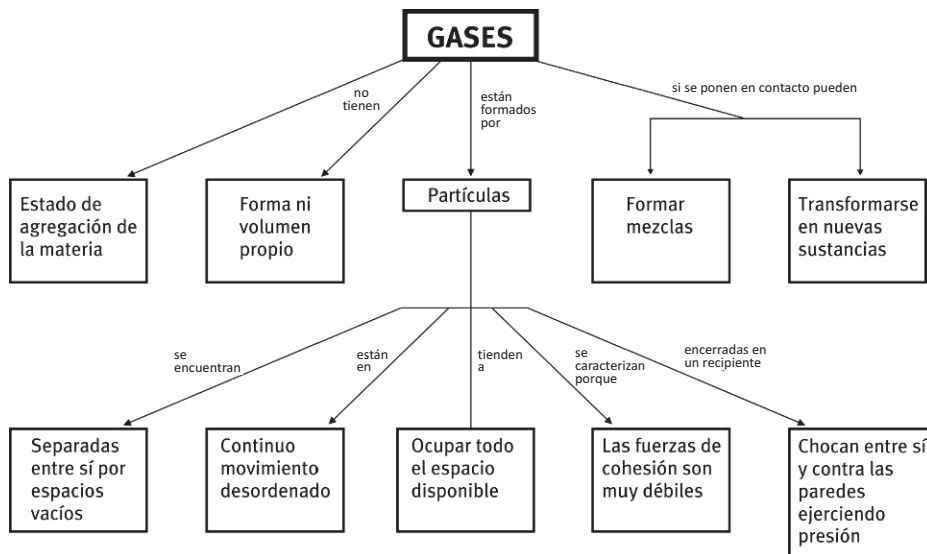 GASES
no
tienen
están
formados
por
si se ponen en contacto pueden
Estado de
agregación de
la materia
Forma ni
volumen
propio
Partículas
Formar
mezclas
Transformarse
en nuevas
sustancias
se
encuentran
están
en
tienden
a
se
caracterizan
porque
encerradas en
un recipiente
Separadas
entre sí por
espacios
vacíos
Continuo
movimiento
desordenado
Ocupar todo
el espacio
disponible
Las fuerzas de
cohesión son
muy débiles
Chocan entre sí
y contra las
paredes
ejerciendo
presión